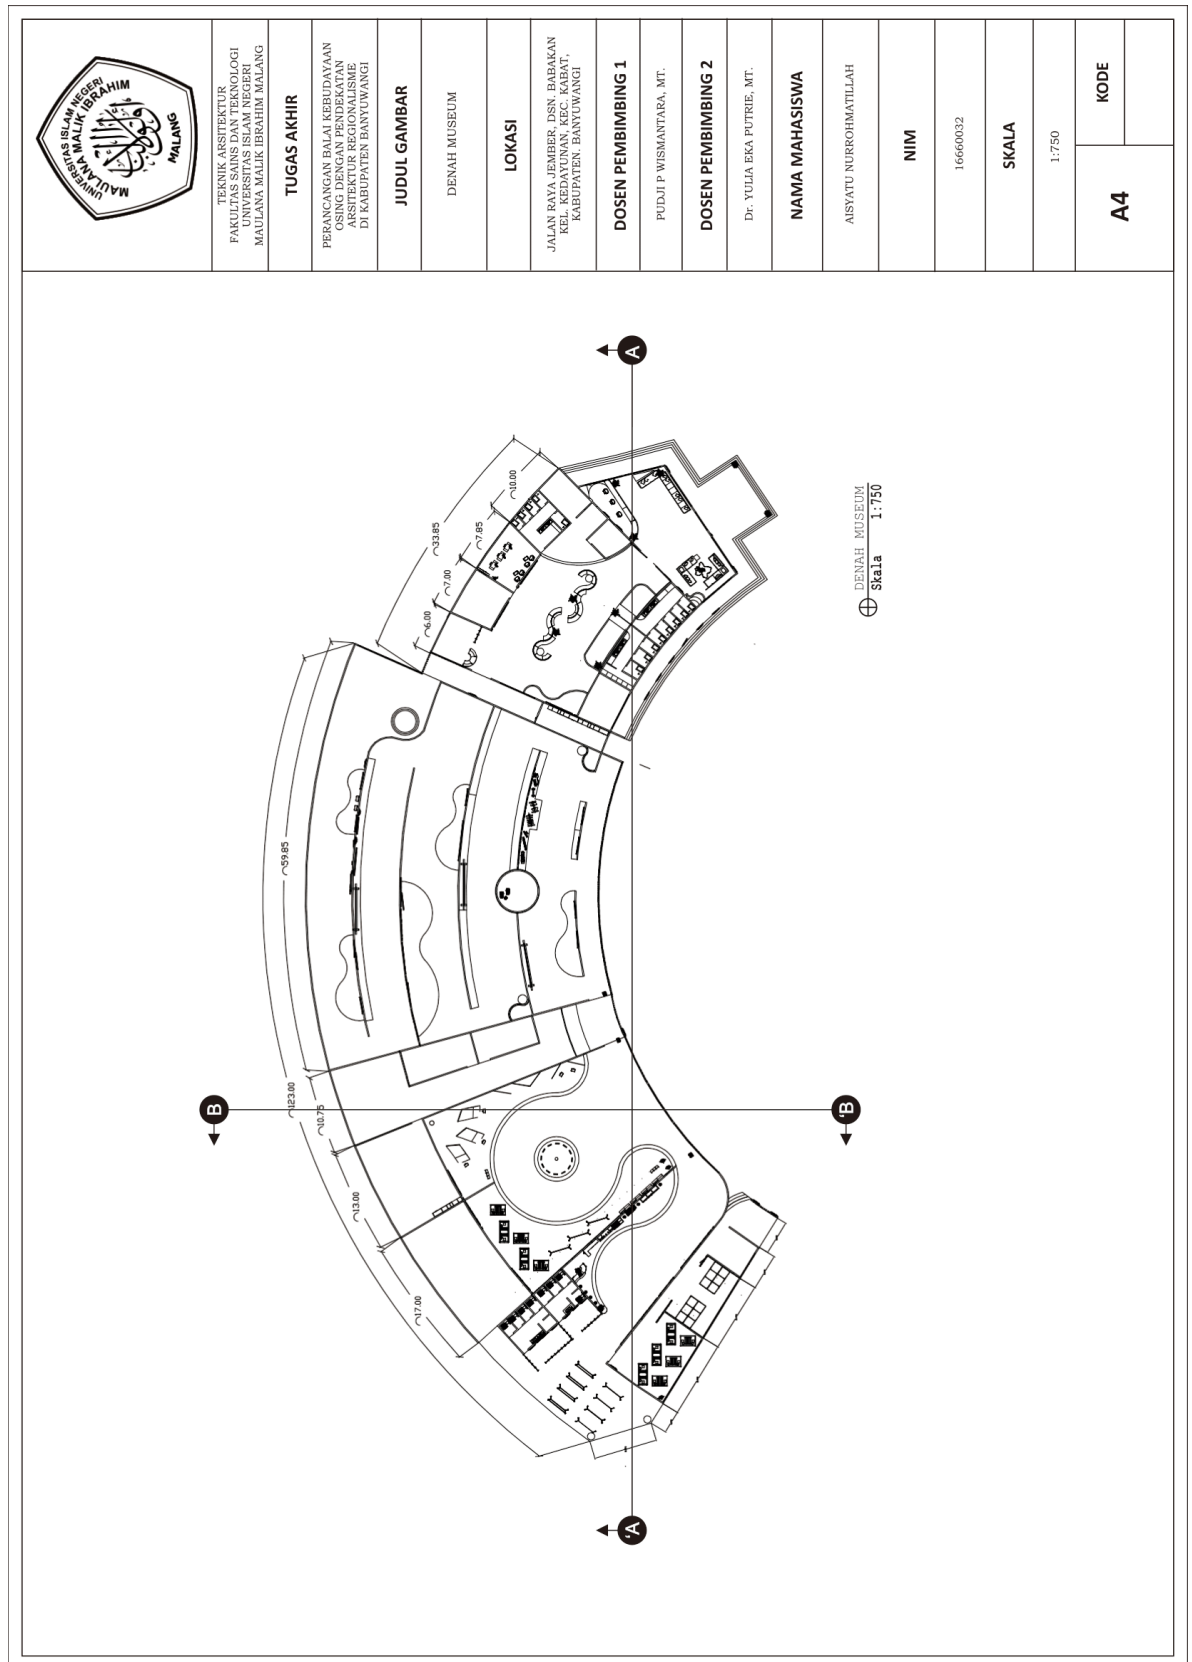 UNIVERSITAS ISLAM NEGERI
MAULANA MALIK IBRAHIM
MALANG
TEKNIK ARSITEKTUR
FAKULTAS SAINS DAN TEKNOLOGI
UNIVERSITAS ISLAM NEGERI
MAULANA MALIK IBRAHIM MALANG
TUGAS AKHIR
PERANCANGAN BALAI KEBUDAYAAN
OSING DENGAN PENDEKATAN
ARSITEKTUR REGIONALISME
DI KABUPATEN BANYUWANGI
JUDUL GAMBAR
DENAH MUSEUM
LOKASI
JALAN RAYA JEMBER, DSN. BABAKAN
KEL. KEDAYUNAN, KEC. KABAT,
KABUPATEN. BANYUWANGI
DOSEN PEMBIMBING 1
PUDJI P WISMANTARA, MT.
DOSEN PEMBIMBING 2
Dr. YULIA EKA PUTRIE, MT.
NAMA MAHASISWA
AISYATU NURROHMATILLAH
NIM
16660032
SKALA
1:750
KODE
A4
A
10.00
7.85
33.85
7.00
6.00
59.85
123.00
10.75
13.00
17.00
B
'B
'A
DENAH MUSEUM
Skala 1:750